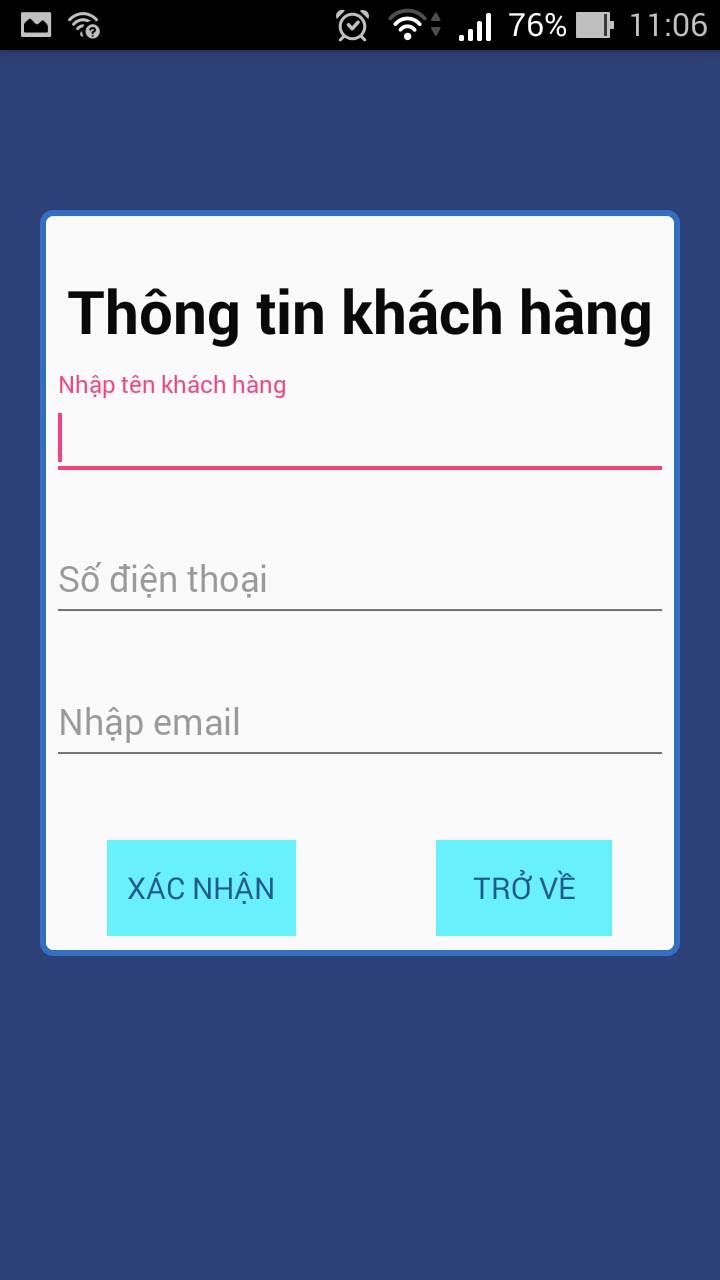 76% 11:06
Thông tin khách hàng
Nhập tên khách hàng
Số điện thoại
Nhập email
XÁC NHẬN TRỞ VỀ